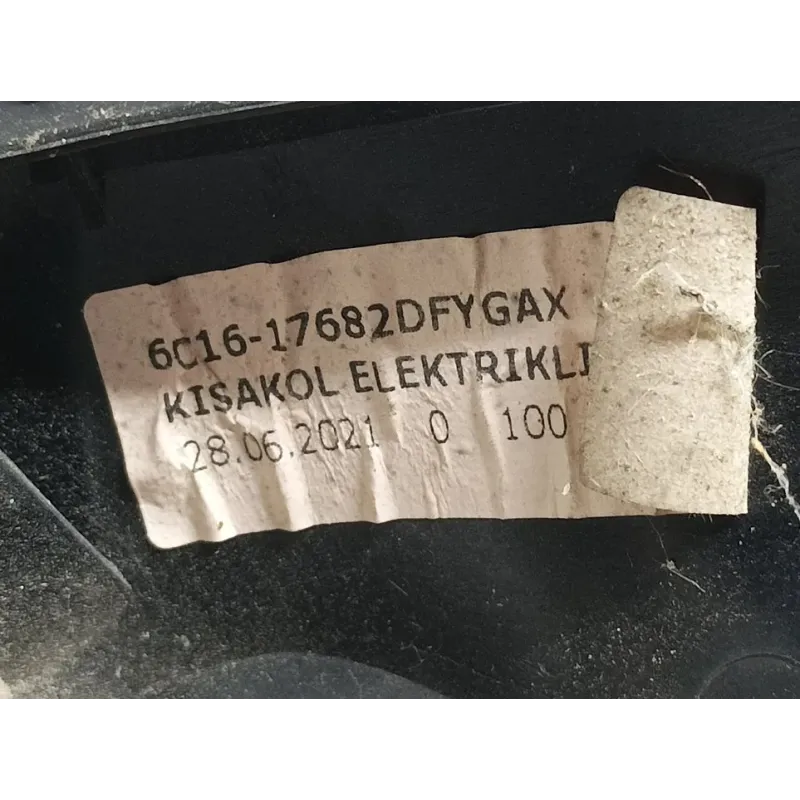 6C16-17682DFYGAX
KISAKOL ELEKTRIKLI
28.06.2021 0 100